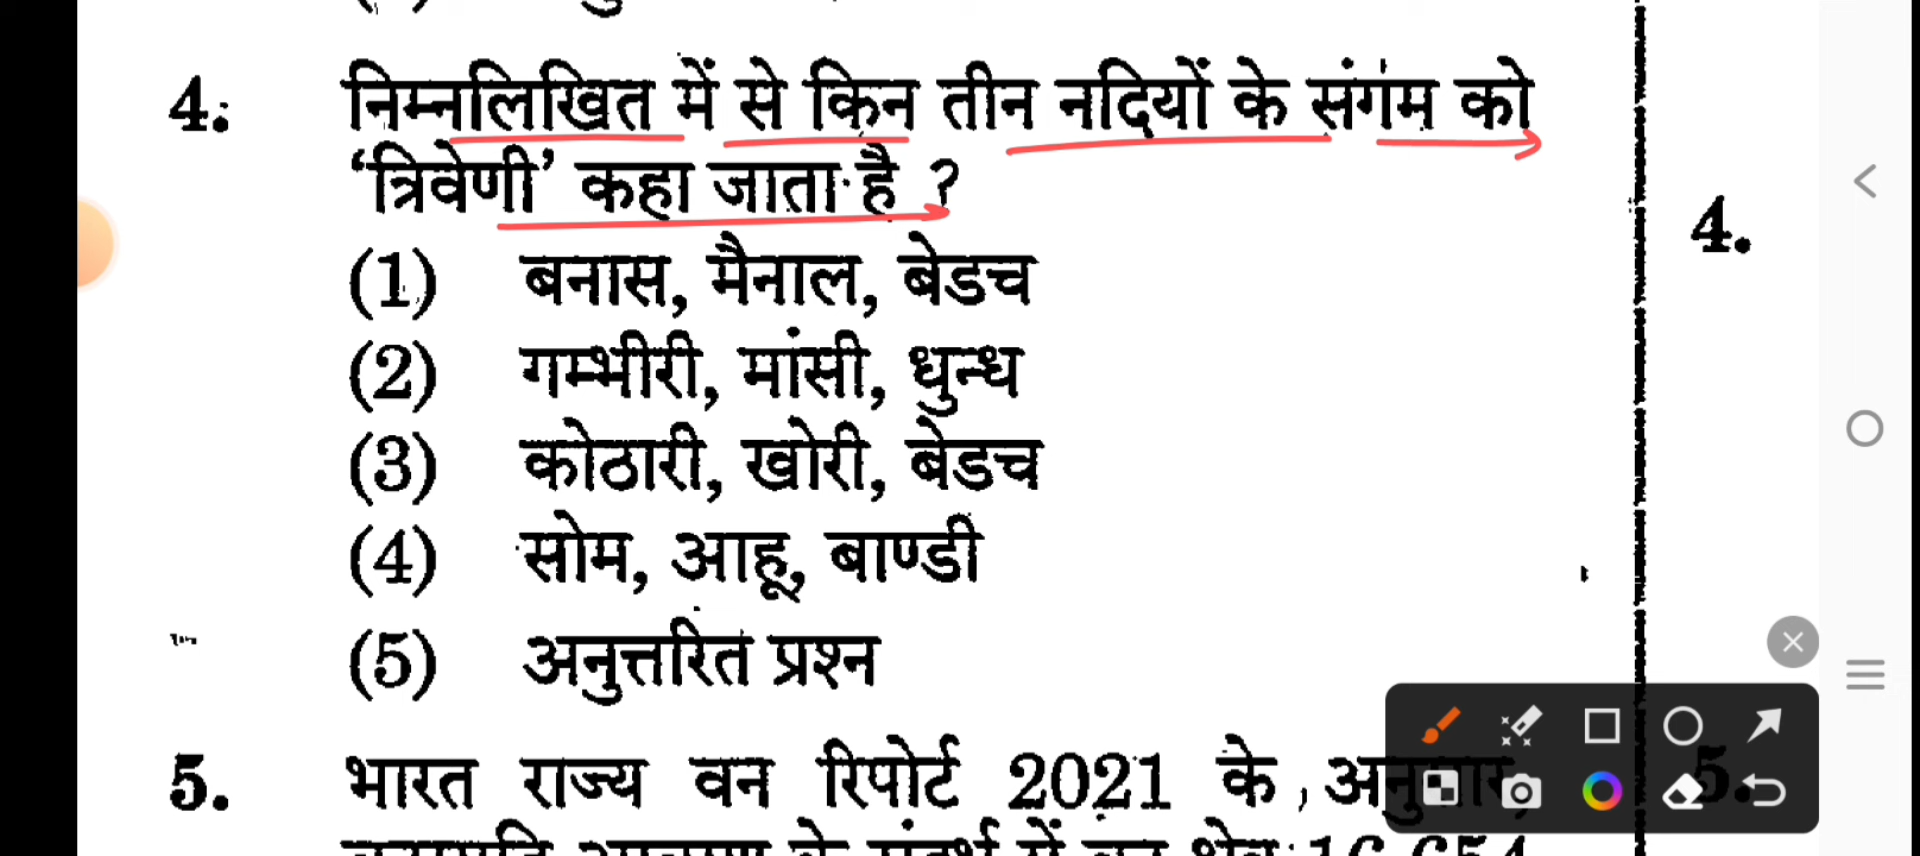 4. निम्नलिखित में से किन तीन नदियों के संगम को
‘त्रिवेणी’ कहा जाता है ?
(1) बनास, मैनाल, बेडच
(2) गम्भीरी, मांसी, धुन्ध
(3) कोठारी, खोरी, बेडच
(4) सोम, आहू, बाण्डी
(5) अनुत्तरित प्रश्न
5. भारत राज्य वन रिपोर्ट 2021 के
4.
5.